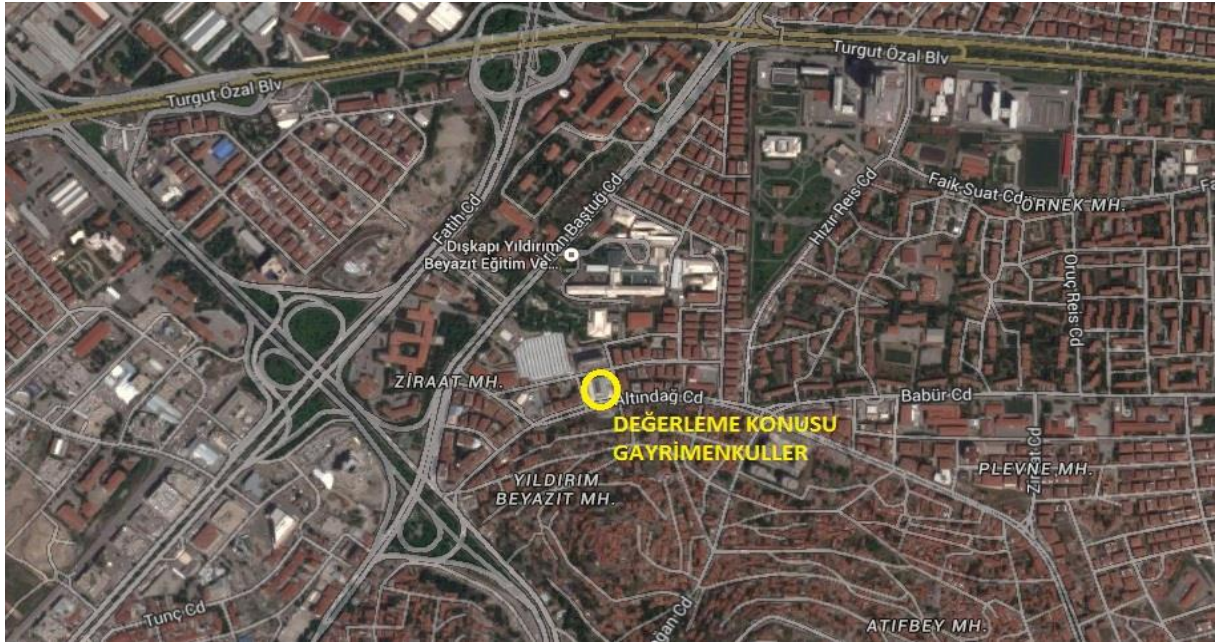 Turgut Özal Blv
Turgut Özal Blv
Fatih Cd
Hızır Reis Cd
Faik Suat Cd
ÖRNEK MH.
Oruç Reis Cd
Dışkapı Yıldırım
Beyazıt Eğitim Ve...
Baştuğ Cd
ZİRAAT MH.
Altındağ Cd
Babür Cd
DEĞERLEME KONUSU
GAYRİMENKULLER
YILDIRIM
BEYAZIT MH.
PLEVNE MH.
Ziraat Cd
Tunç Cd
ATIFBEY MH.